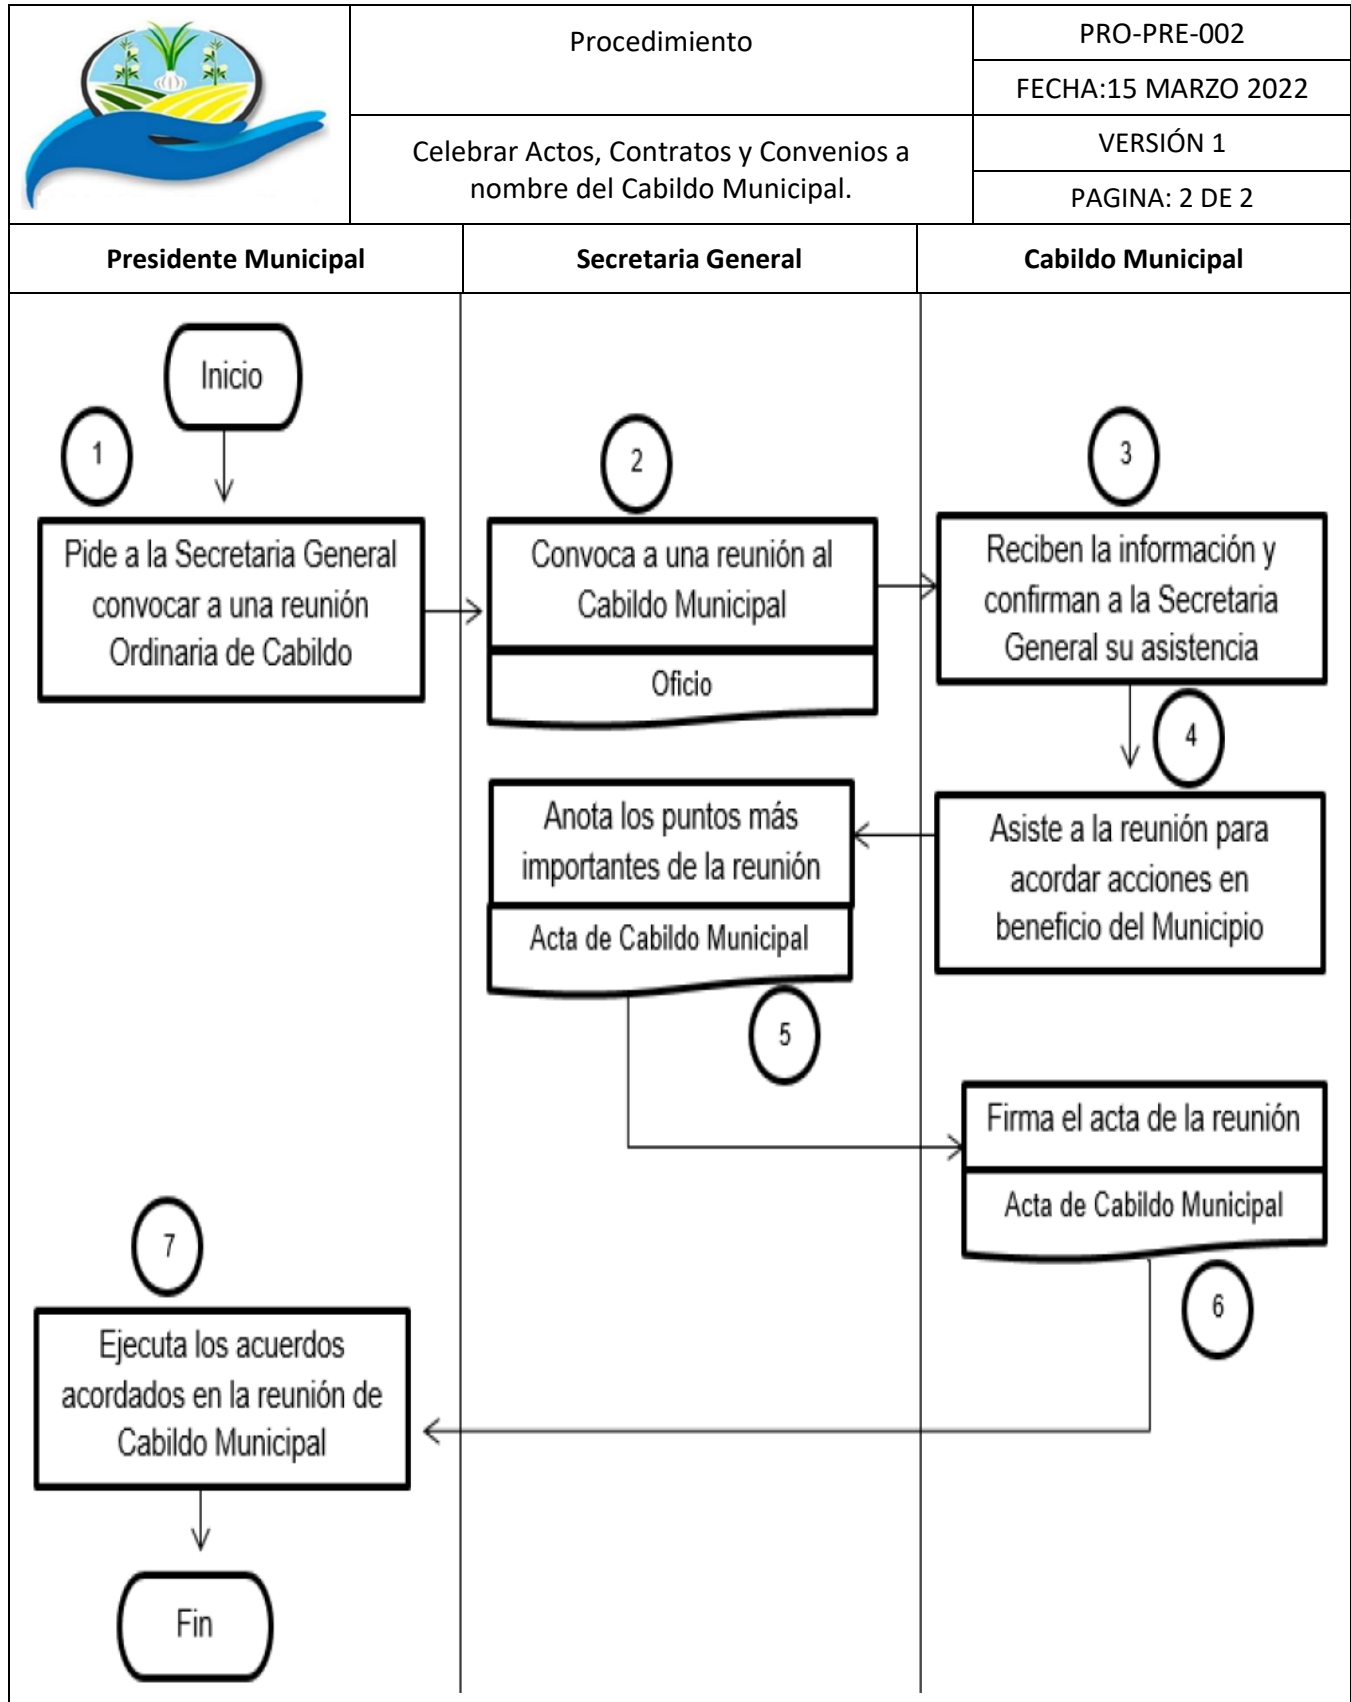 Procedimiento
PRO-PRE-002
FECHA:15 MARZO 2022
Celebrar Actos, Contratos y Convenios a
nombre del Cabildo Municipal.
VERSIÓN 1
PAGINA: 2 DE 2
Presidente Municipal
Secretaria General
Cabildo Municipal
Inicio
1
Pide a la Secretaria General
convocar a una reunión
Ordinaria de Cabildo
2
Convoca a una reunión al
Cabildo Municipal
Oficio
3
Reciben la información y
confirman a la Secretaria
General su asistencia
4
Asiste a la reunión para
acordar acciones en
beneficio del Municipio
Anota los puntos más
importantes de la reunión
Acta de Cabildo Municipal
5
Firma el acta de la reunión
Acta de Cabildo Municipal
6
7
Ejecuta los acuerdos
acordados en la reunión de
Cabildo Municipal
Fin